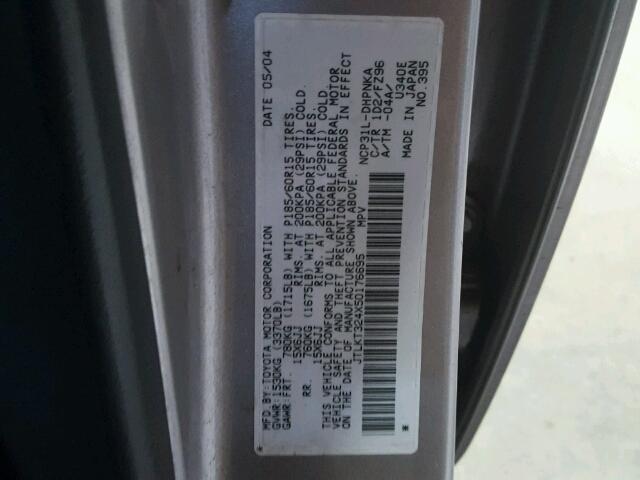 MFD BY:TOYOTA MOTOR CORPORATION DATE 05/04
GVWR:1530KG (3370LB)
GAWR:FRT. 780KG (1715LB) WITH P185/60R15 TIRES.
15X6JJ RIMS. AT 200KPA (29PSI) COLD.
RR. 760KG (1675LB) WITH P185/60R15 TIRES.
15X6JJ RIMS. AT 200KPA (29PSI) COLD.
THIS VEHICLE CONFORMS TO ALL APPLICABLE FEDERAL MOTOR
VEHICLE SAFETY AND THEFT PREVENTION STANDARDS IN EFFECT
ON THE DATE OF MANUFACTURE SHOWN ABOVE.
JTLKT324X50176695 NCP31L-DHPNKA
MPV C/TR 1D2/FZ96
A/TM -04A/ U340E
MADE IN JAPAN
* * NO.395